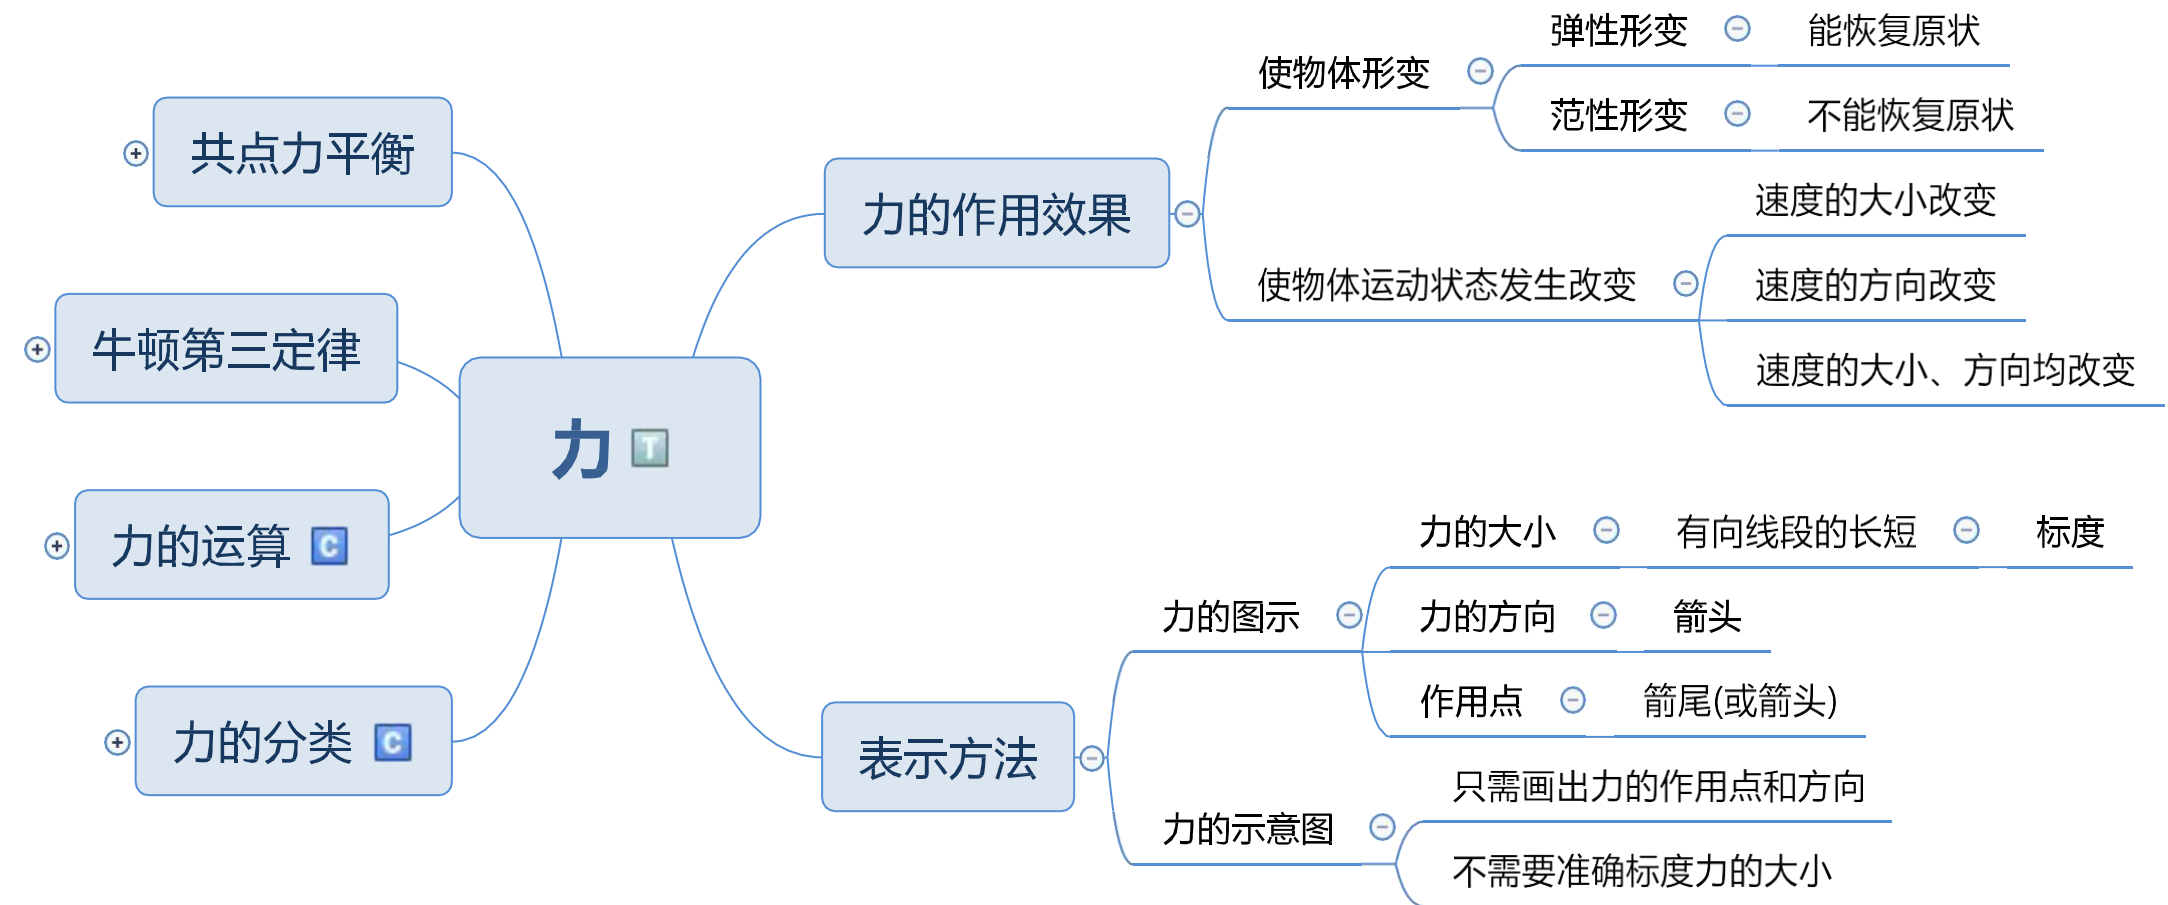 弹性形变
能恢复原状
使物体形变
范性形变
不能恢复原状
力的作用效果
速度的大小改变
使物体运动状态发生改变
速度的方向改变
速度的大小、方向均改变
共点力平衡
牛顿第三定律
力 T
力的运算 C
力的分类 C
力的大小
有向线段的长短
标度
力的图示
力的方向
箭头
作用点
箭尾(或箭头)
表示方法
只需画出力的作用点和方向
力的示意图
不需要准确标度力的大小